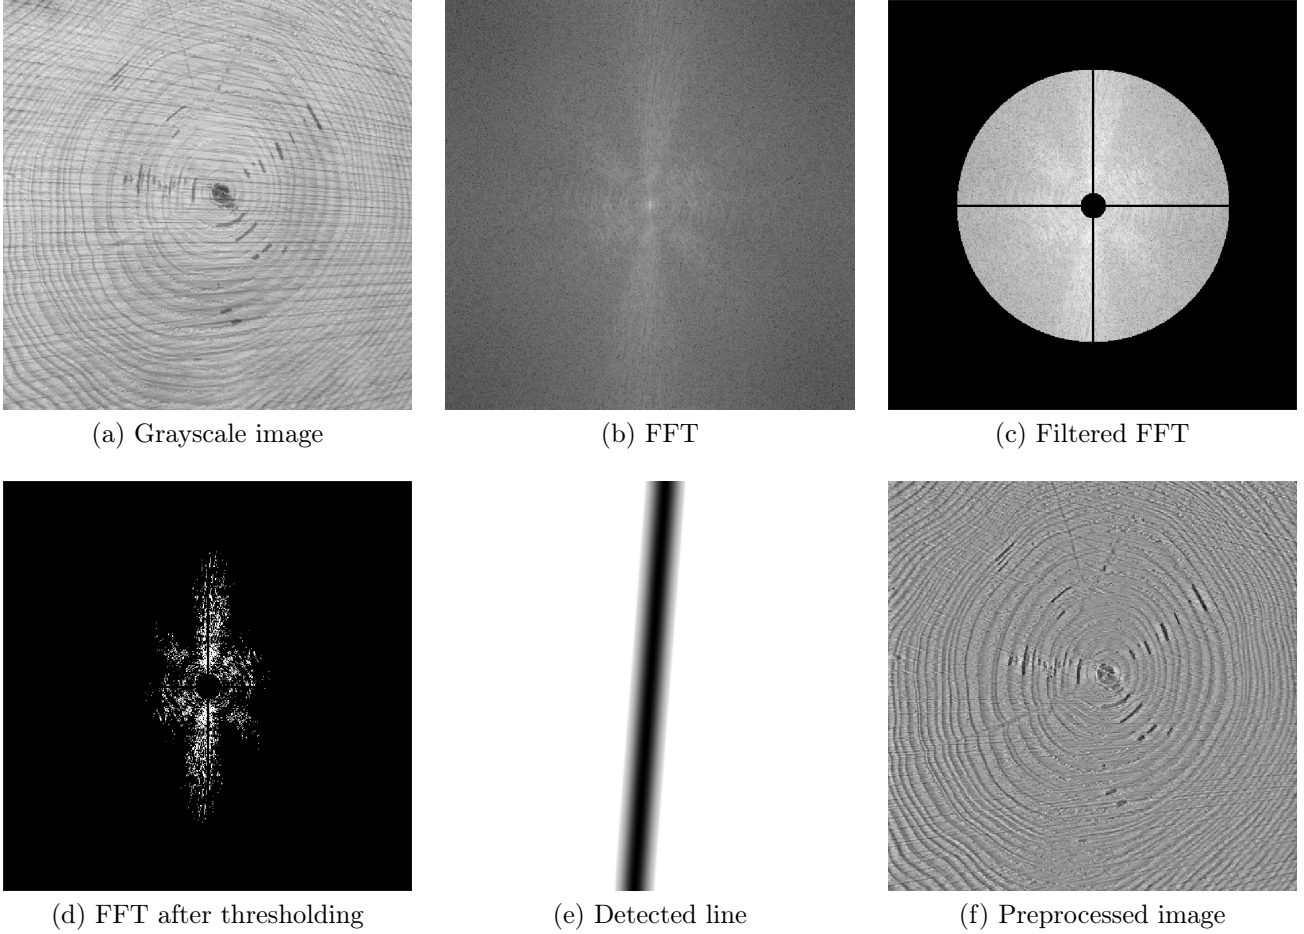 (a) Grayscale image
(b) FFT
(c) Filtered FFT
(d) FFT after thresholding
(e) Detected line
(f) Preprocessed image